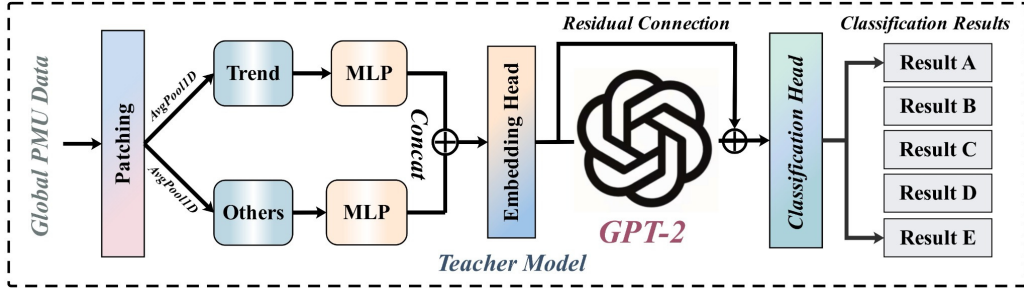 Residual Connection
Classification Results
Global PMU Data
Patching
AvgPool1D
AvgPool1D
Trend
MLP
Others
MLP
Concat
Embedding Head
GPT-2
Classification Head
Result A
Result B
Result C
Result D
Result E
Teacher Model